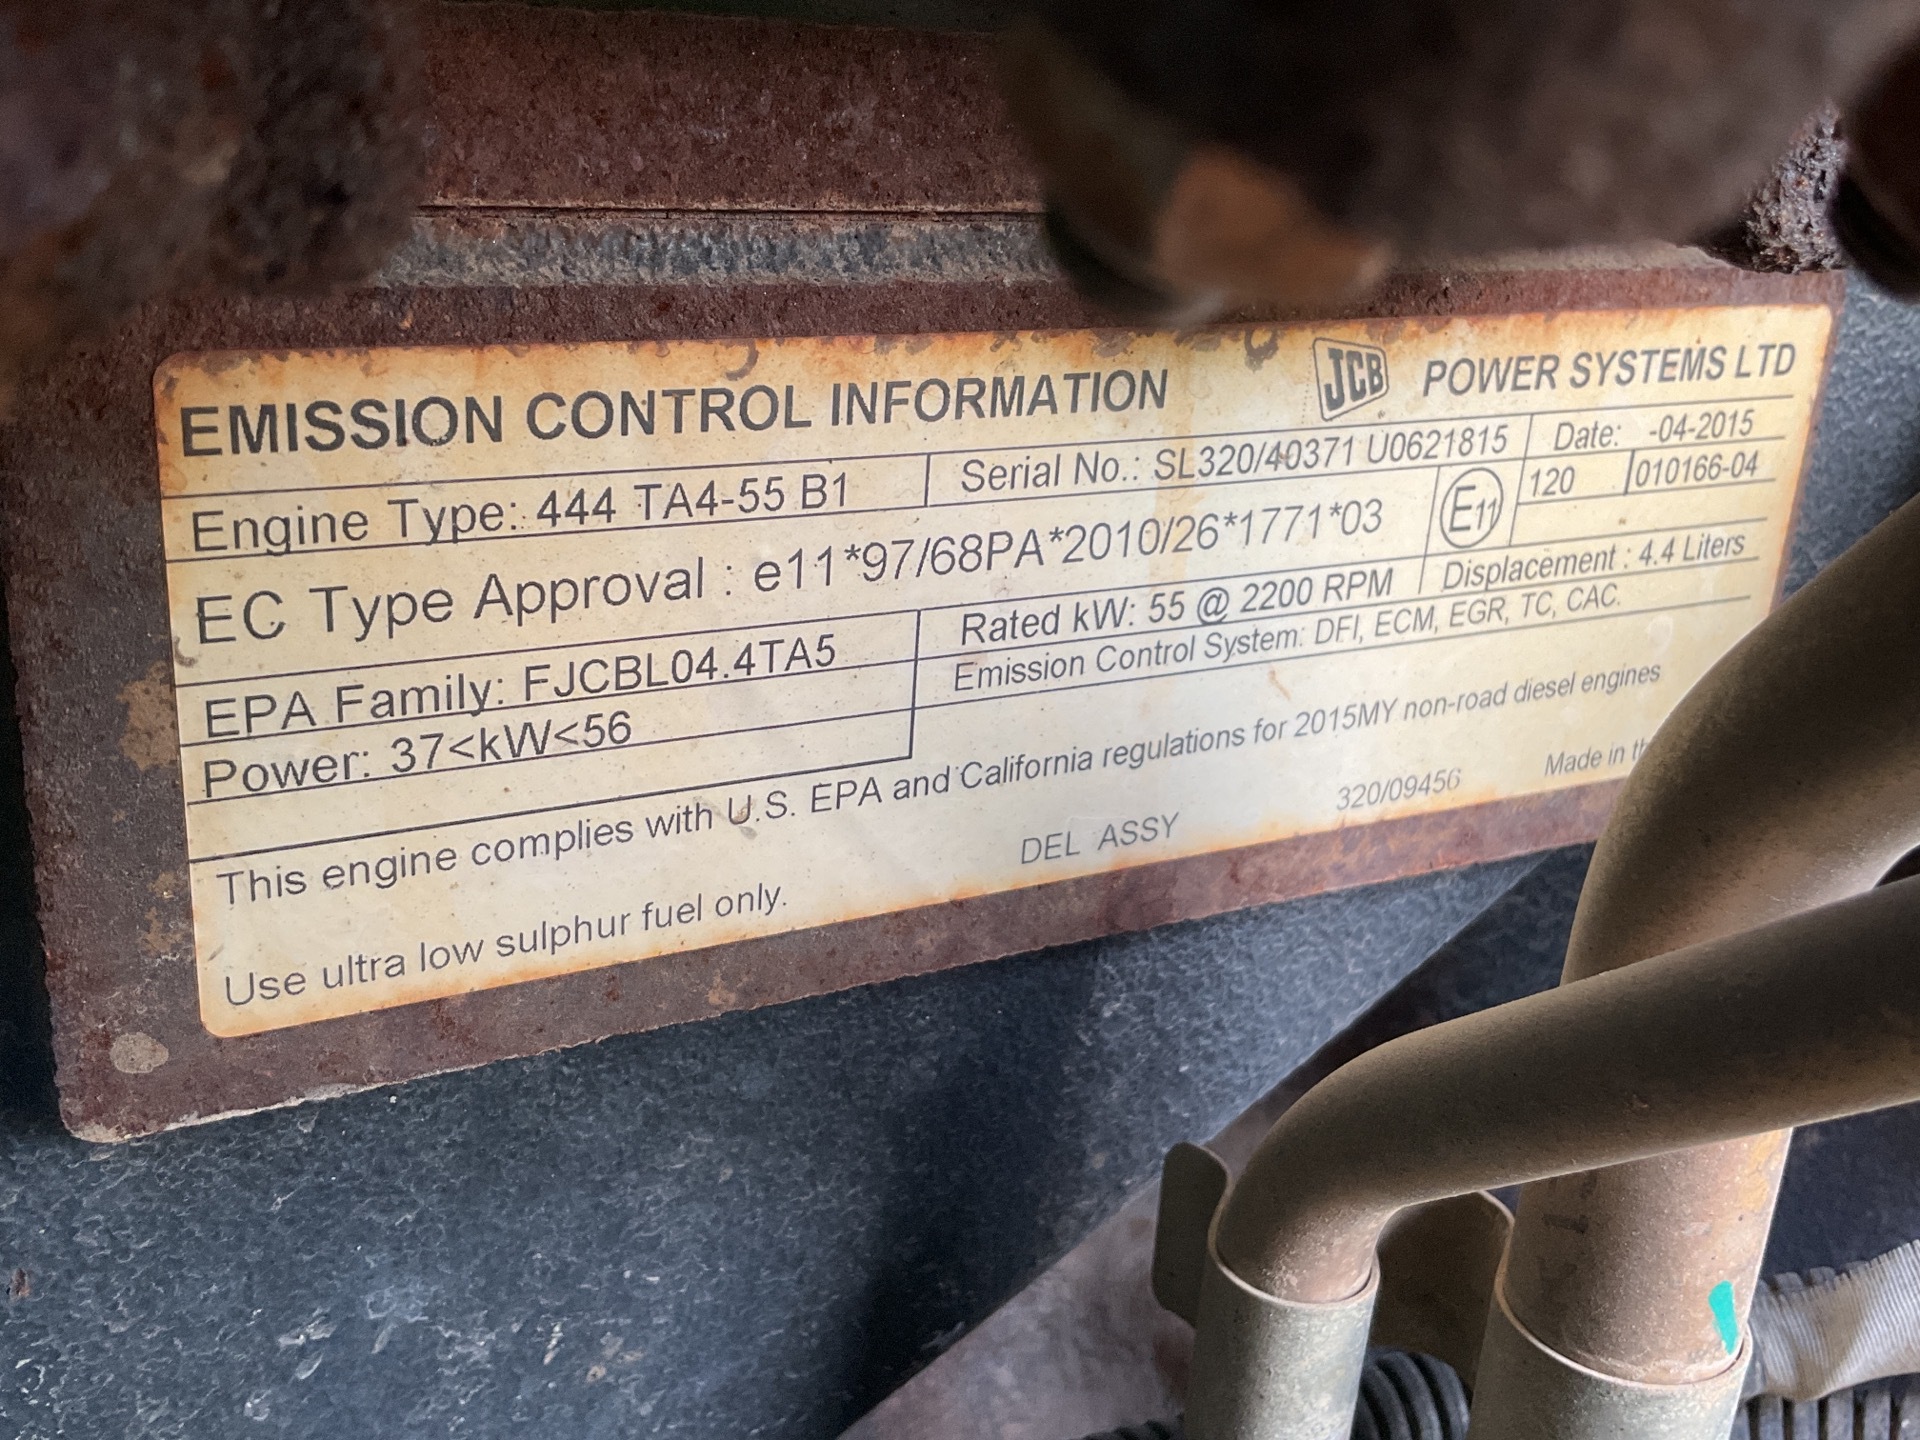 EMISSION CONTROL INFORMATION JCB POWER SYSTEMS LTD
Engine Type: 444 TA4-55 B1 Serial No.: SL320/40371 U0621815 Date: -04-2015
EC Type Approval : e11*97/68PA*2010/26*1771*03 E11 120 010166-04
EPA Family: FJCBL04.4TA5 Rated kW: 55 @ 2200 RPM Displacement : 4.4 Liters
Power: 37<kW<56 Emission Control System: DFI, ECM, EGR, TC, CAC.
This engine complies with U.S. EPA and California regulations for 2015MY non-road diesel engines
Use ultra low sulphur fuel only. DEL ASSY 320/09456 Made in